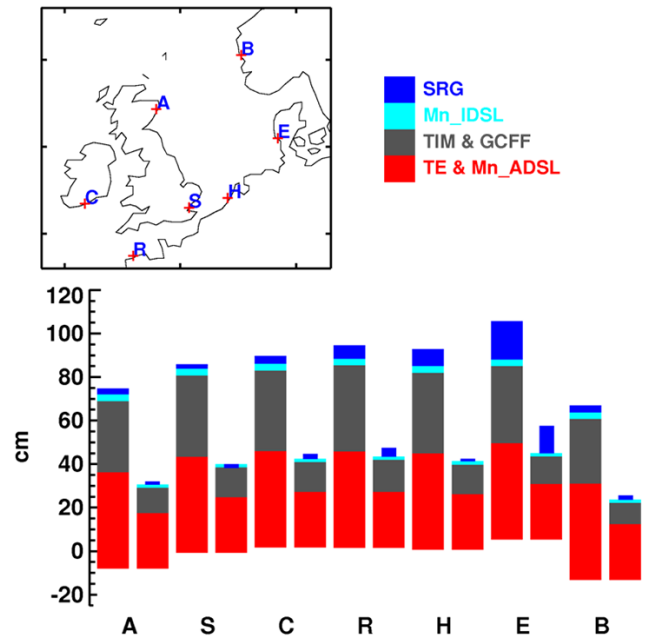 B
A
E
C
S
H
R
SRG
Mn_IDSL
TIM & GCFF
TE & Mn_ADSL
120
100
80
60
40
20
0
-20
cm
A S C R H E B